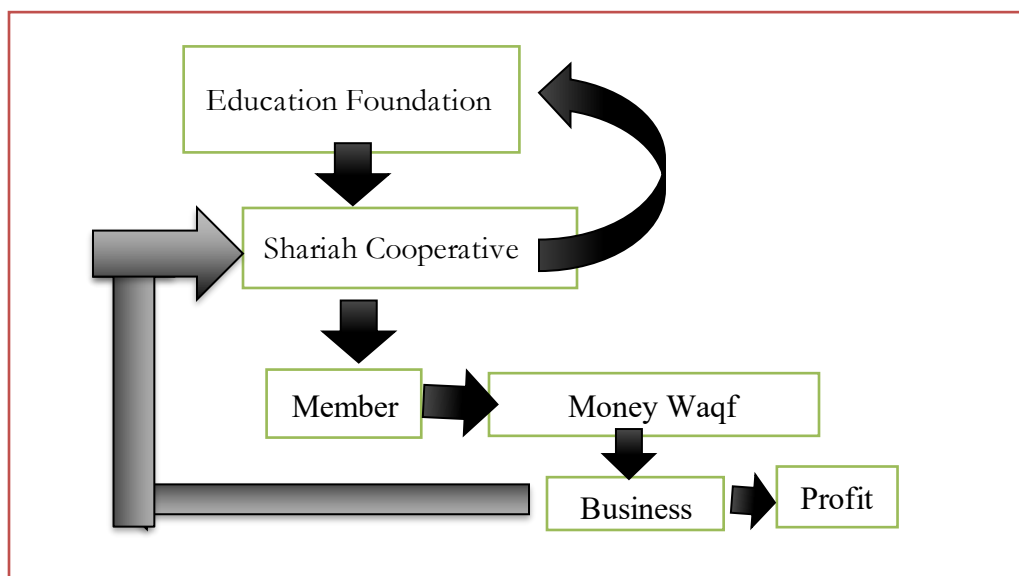 Education Foundation
Shariah Cooperative
Member
Money Waqf
Business
Profit